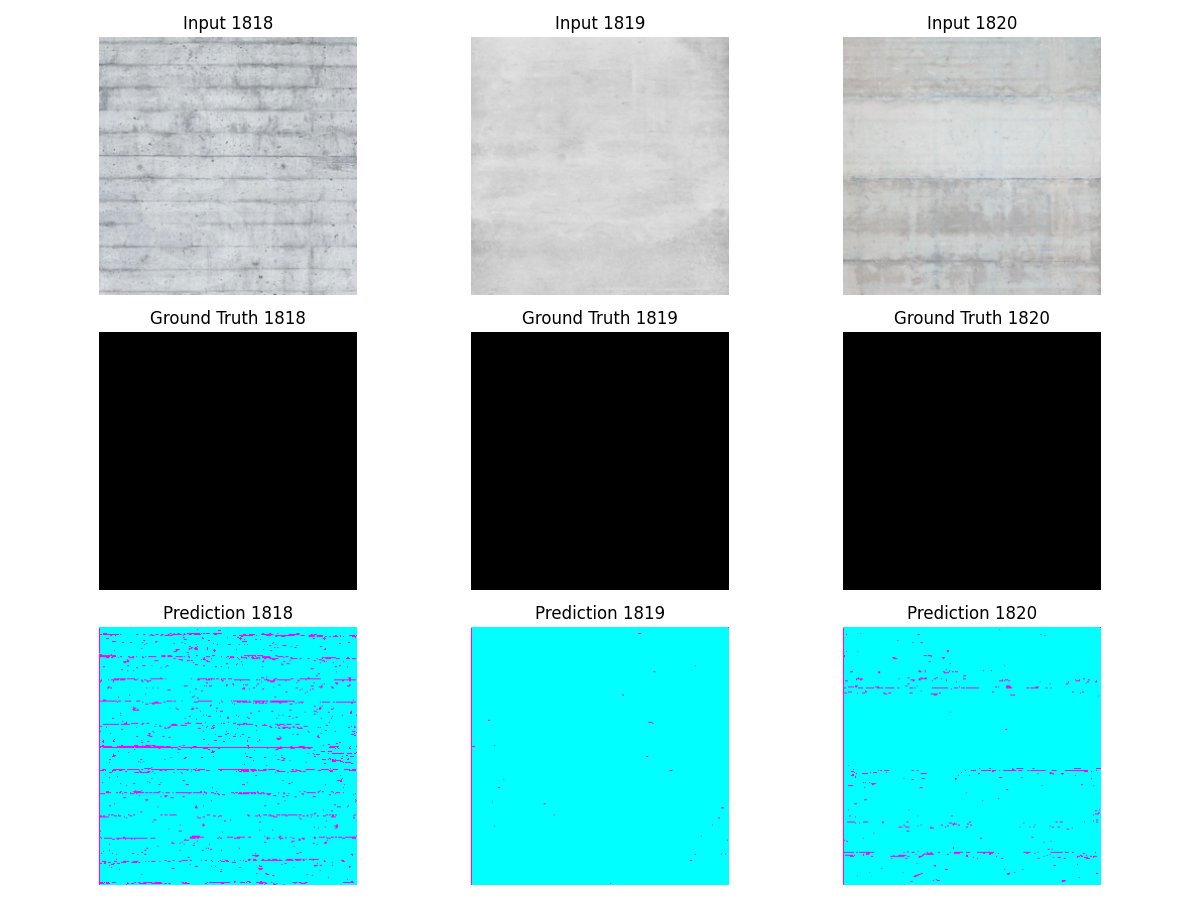 Input 1818
Input 1819
Input 1820
Ground Truth 1818
Ground Truth 1819
Ground Truth 1820
Prediction 1818
Prediction 1819
Prediction 1820